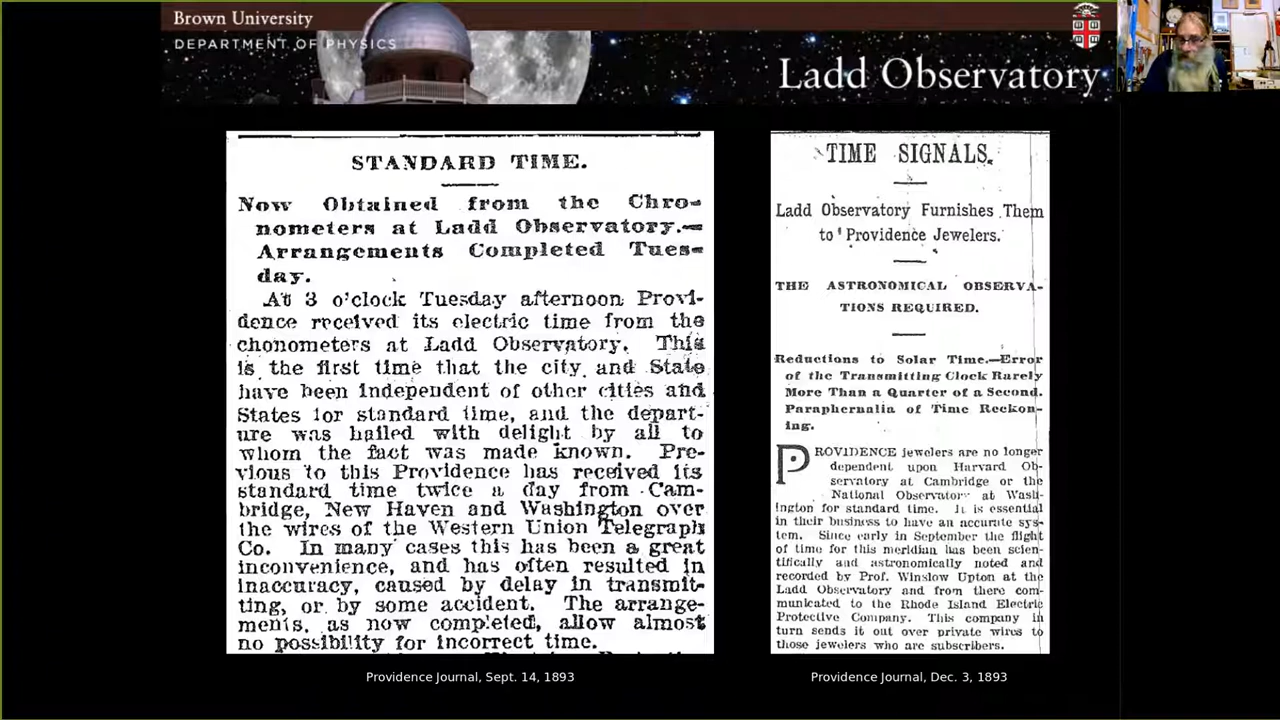 Brown University
DEPARTMENT OF PHYSICS
Ladd Observatory
STANDARD TIME.
Now Obtained from the Chro-
nometers at Ladd Observatory.—
Arrangements Completed Tues-
day.
At 3 o'clock Tuesday afternoon Provi-
dence received its electric time from the
chonometers at Ladd Observatory. This
is the first time that the city and State
have been independent of other cities and
States for standard time, and the depart-
ure was hailed with delight by all to
whom the fact was made known. Pre-
vious to this Providence has received its
standard time twice a day from Cam-
bridge, New Haven and Washington over
the wires of the Western Union Telegraph
Co. In many cases this has been a great
inconvenience, and has often resulted in
inaccuracy, caused by delay in transmit-
ting, or by some accident. The arrange-
ments, as now completed, allow almost
no possibility for incorrect time.
Providence Journal, Sept. 14, 1893
TIME SIGNALS.
Ladd Observatory Furnishes Them
to Providence Jewelers.
THE ASTRONOMICAL OBSERVA-
TIONS REQUIRED.
Reductions to Solar Time.—Error
of the Transmitting Clock Rarely
More Than a Quarter of a Second.
Paraphernalia of Time Reckon-
ing.
PROVIDENCE jewelers are no longer
dependent upon Harvard Ob-
servatory at Cambridge or the
National Observatory at Wash-
ington for standard time. It is essential
in their business to have an accurate sys-
tem. Since early in September the flight
of time for this meridian has been scien-
tifically and astronomically noted and
recorded by Prof. Winslow Upton at the
Ladd Observatory and from there com-
municated to the Rhode Island Electric
Protective Company. This company in
turn sends it out over private wires to
those jewelers who are subscribers.
Providence Journal, Dec. 3, 1893